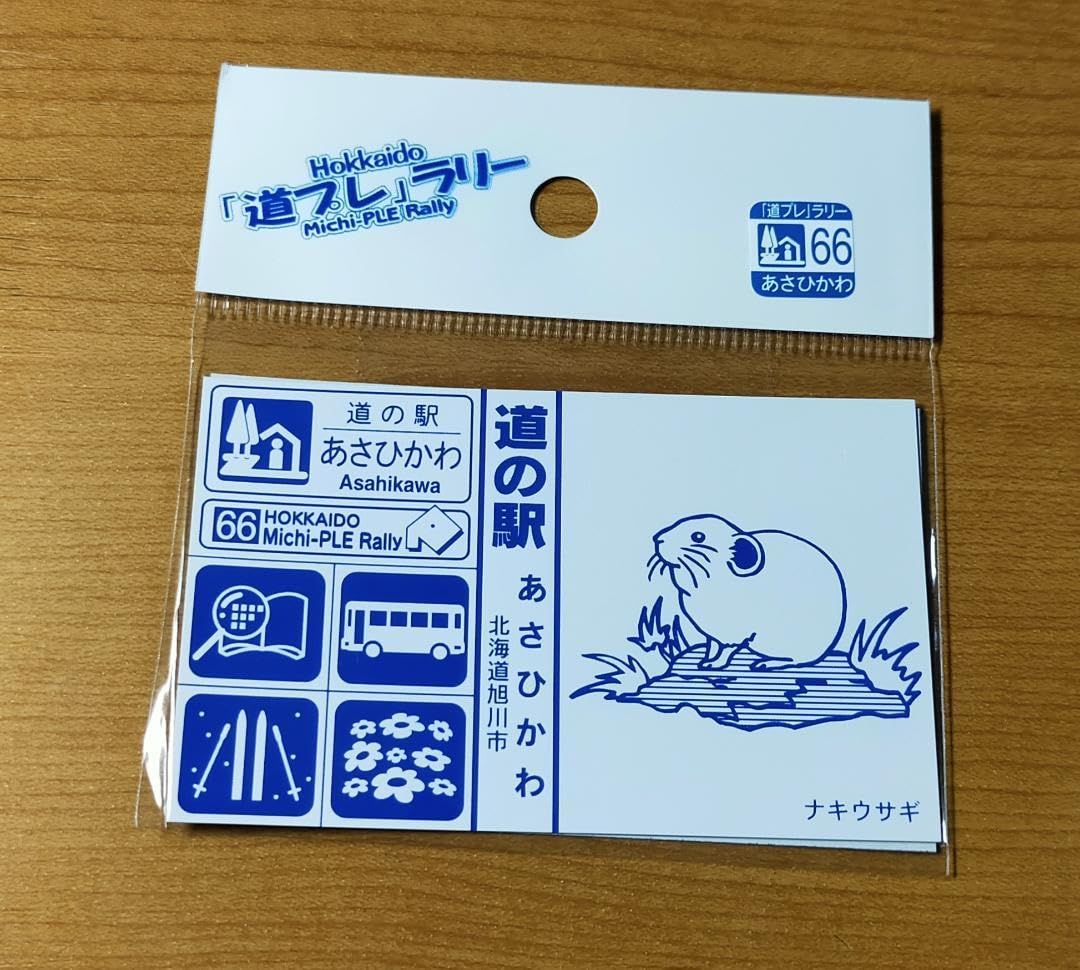 Hokkaido
「道プレ」ラリー
Michi-PLE Rally
「道プレ」ラリー
66
あさひかわ
道の駅
あさひかわ
Asahikawa
66 HOKKAIDO
Michi-PLE Rally
道の駅 あさひかわ
北海道旭川市
ナキウサギ